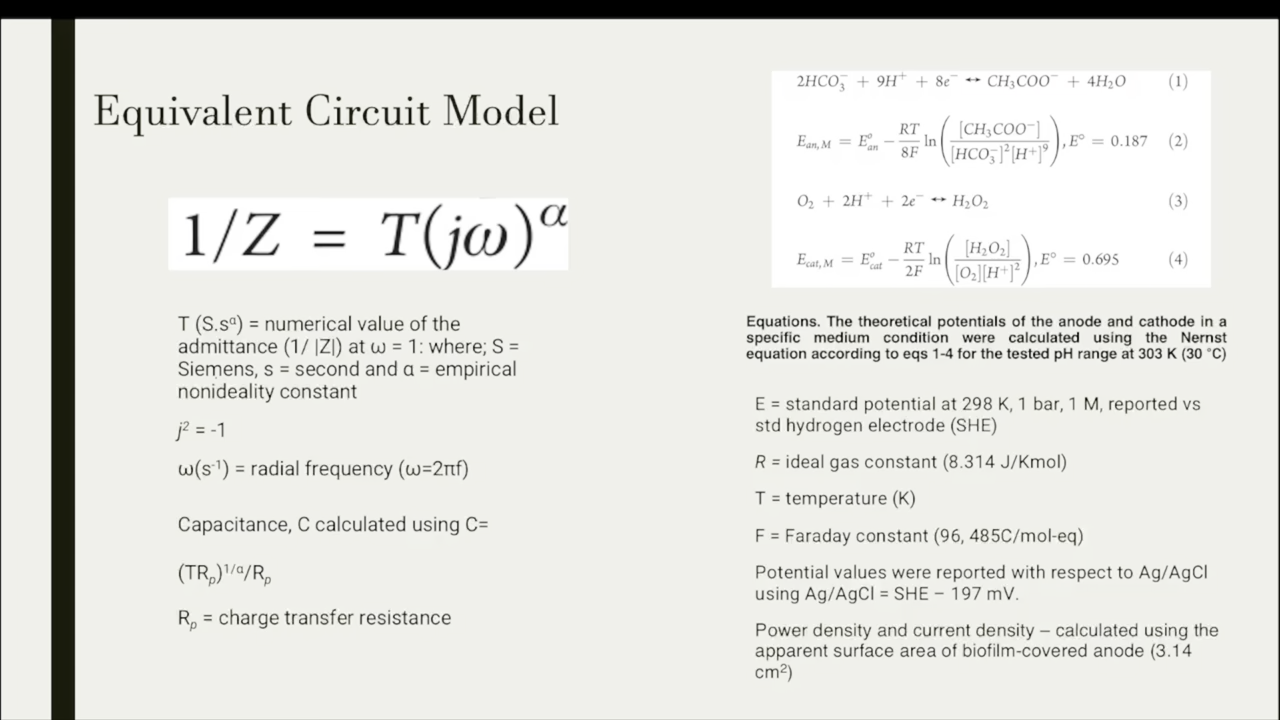 Equivalent Circuit Model
1/Z = T(jω)^α
T (S.s^α) = numerical value of the
admittance (1/ |Z|) at ω = 1: where; S =
Siemens, s = second and α = empirical
nonideality constant
j² = -1
ω(s⁻¹) = radial frequency (ω=2πf)
Capacitance, C calculated using C=
(TR_p)^1/α/R_p
R_p = charge transfer resistance
2HCO₃⁻ + 9H⁺ + 8e⁻ ↔ CH₃COO⁻ + 4H₂O (1)
E_an,M = E°_an − RT/8F ln([CH₃COO⁻]/[HCO₃⁻]²[H⁺]⁹), E° = 0.187 (2)
O₂ + 2H⁺ + 2e⁻ ↔ H₂O₂ (3)
E_cat,M = E°_cat − RT/2F ln([H₂O₂]/[O₂][H⁺]²), E° = 0.695 (4)
Equations. The theoretical potentials of the anode and cathode in a
specific medium condition were calculated using the Nernst
equation according to eqs 1-4 for the tested pH range at 303 K (30 °C)
E = standard potential at 298 K, 1 bar, 1 M, reported vs
std hydrogen electrode (SHE)
R = ideal gas constant (8.314 J/Kmol)
T = temperature (K)
F = Faraday constant (96, 485C/mol-eq)
Potential values were reported with respect to Ag/AgCl
using Ag/AgCl = SHE – 197 mV.
Power density and current density – calculated using the
apparent surface area of biofilm-covered anode (3.14
cm²)